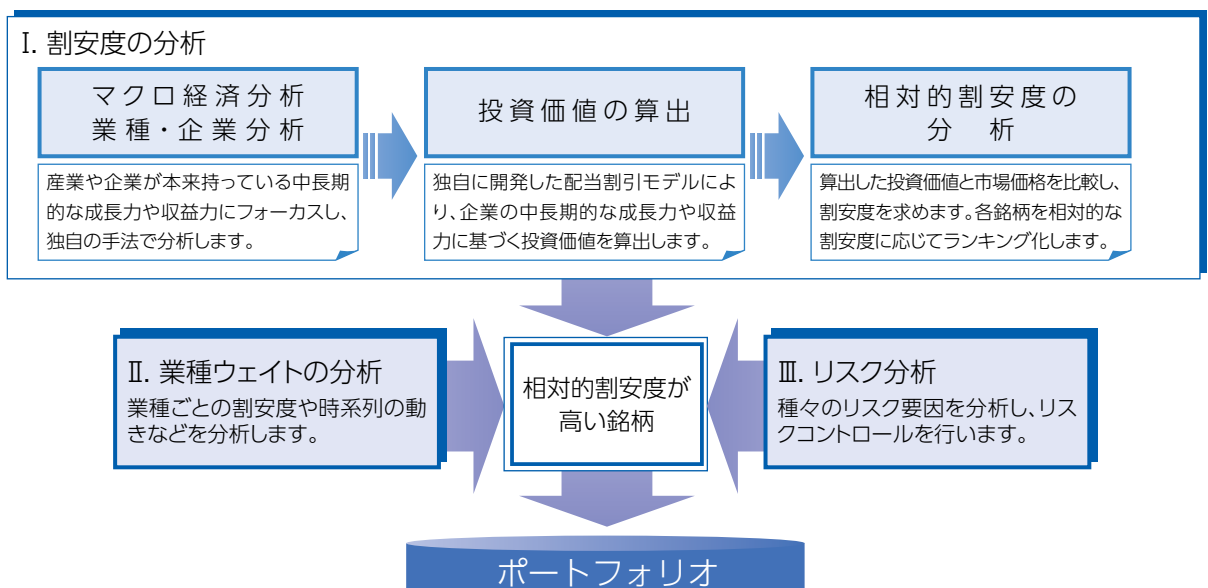 Ⅰ. 割安度の分析
マクロ経済分析
業種・企業分析
産業や企業が本来持っている中長期
的な成長力や収益力にフォーカスし、
独自の手法で分析します。
投資価値の算出
独自に開発した配当割引モデルによ
り、企業の中長期的な成長力や収益
力に基づく投資価値を算出します。
相対的割安度の
分 析
算出した投資価値と市場価格を比較し、
割安度を求めます。各銘柄を相対的な
割安度に応じてランキング化します。
Ⅱ. 業種ウェイトの分析
業種ごとの割安度や時系列の動
きなどを分析します。
相対的割安度が
高い銘柄
Ⅲ. リスク分析
種々のリスク要因を分析し、リス
クコントロールを行います。
ポートフォリオ